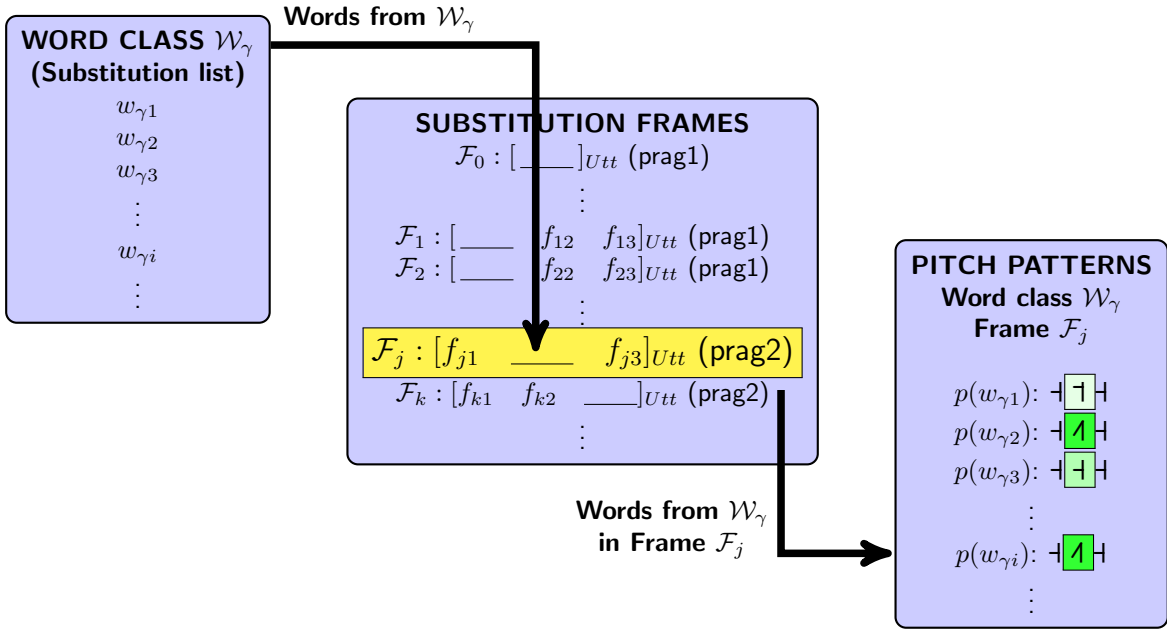 Words from 𝒲γ
WORD CLASS 𝒲γ
(Substitution list)
wγ1
wγ2
wγ3
⋮
wγi
⋮
SUBSTITUTION FRAMES
ℱ0 : [ ____ ]Utt (prag1)
⋮
ℱ1 : [ ____ f12 f13]Utt (prag1)
ℱ2 : [ ____ f22 f23]Utt (prag1)
⋮
ℱj : [fj1 ____ fj3]Utt (prag2)
ℱk : [fk1 fk2 ____]Utt (prag2)
⋮
Words from 𝒲γ
in Frame ℱj
PITCH PATTERNS
Word class 𝒲γ
Frame ℱj
p(wγ1): ˧ ˧ ˧
p(wγ2): ˧ ˩˥ ˧
p(wγ3): ˧ ˧ ˧
⋮
p(wγi): ˧ ˩˥ ˧
⋮